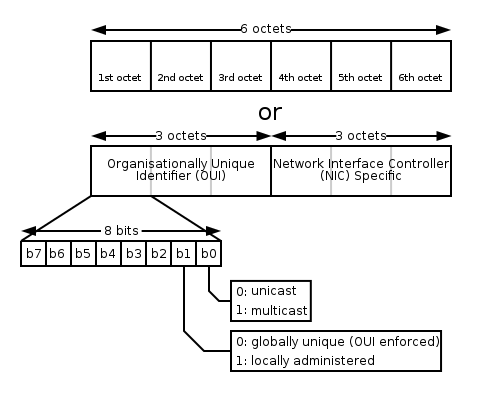 6 octets
1st octet 2nd octet 3rd octet 4th octet 5th octet 6th octet
or
3 octets 3 octets
Organisationally Unique
Identifier (OUI)
Network Interface Controller
(NIC) Specific
8 bits
b7 b6 b5 b4 b3 b2 b1 b0
0: unicast
1: multicast
0: globally unique (OUI enforced)
1: locally administered